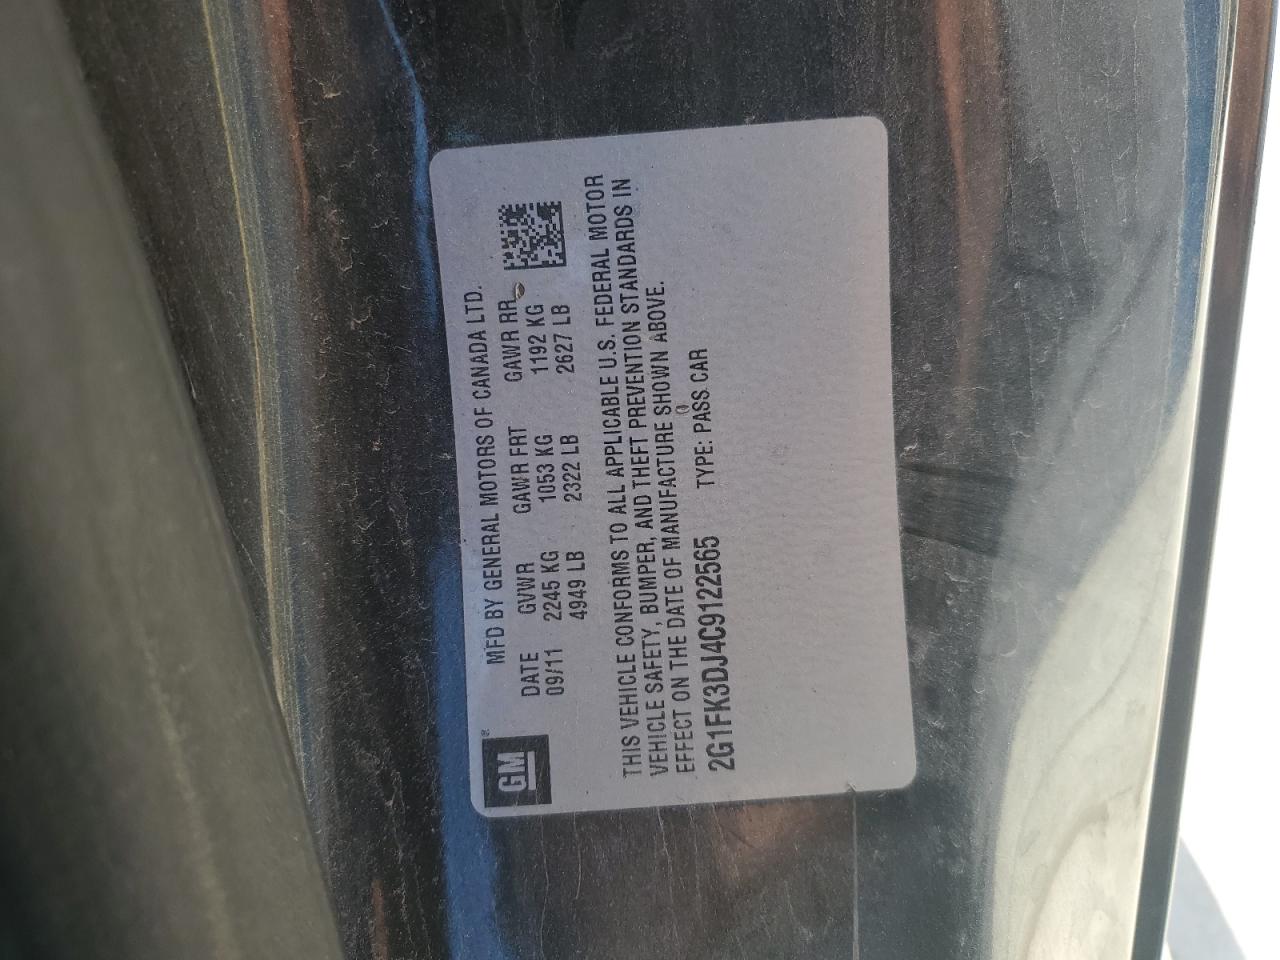 GM
MFD BY GENERAL MOTORS OF CANADA LTD.
DATE GVWR GAWR FRT GAWR RR
09/11 2245 KG 1053 KG 1192 KG
4949 LB 2322 LB 2627 LB
THIS VEHICLE CONFORMS TO ALL APPLICABLE U.S. FEDERAL MOTOR
VEHICLE SAFETY, BUMPER, AND THEFT PREVENTION STANDARDS IN
EFFECT ON THE DATE OF MANUFACTURE SHOWN ABOVE.
2G1FK3DJ4C9122565 TYPE: PASS CAR